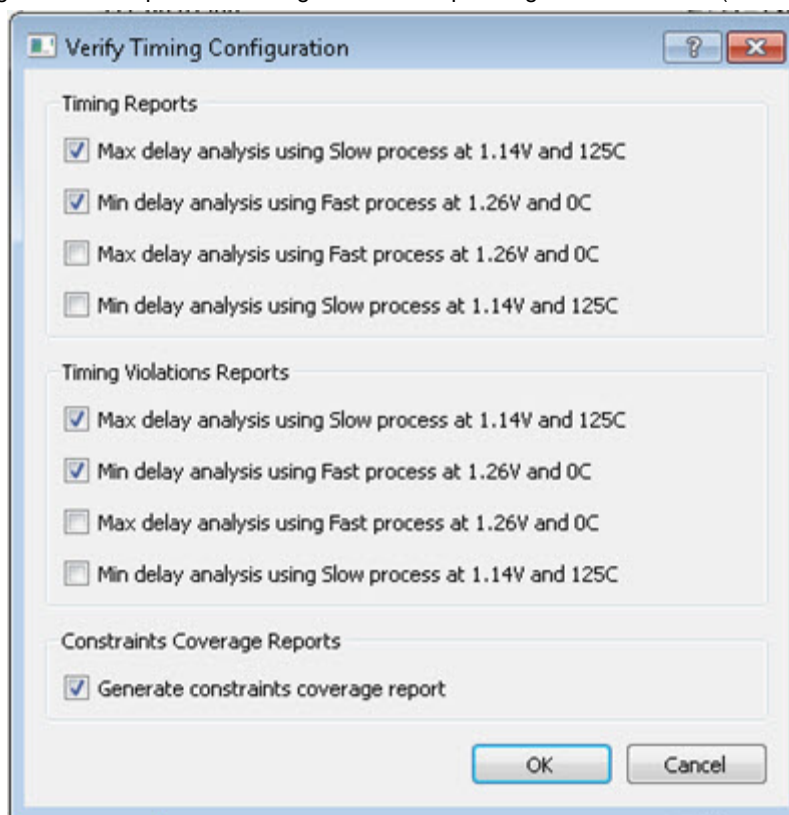 Verify Timing Configuration
Timing Reports
Max delay analysis using Slow process at 1.14V and 125C
Min delay analysis using Fast process at 1.26V and 0C
Max delay analysis using Fast process at 1.26V and 0C
Min delay analysis using Slow process at 1.14V and 125C
Timing Violations Reports
Max delay analysis using Slow process at 1.14V and 125C
Min delay analysis using Fast process at 1.26V and 0C
Max delay analysis using Fast process at 1.26V and 0C
Min delay analysis using Slow process at 1.14V and 125C
Constraints Coverage Reports
Generate constraints coverage report
OK Cancel